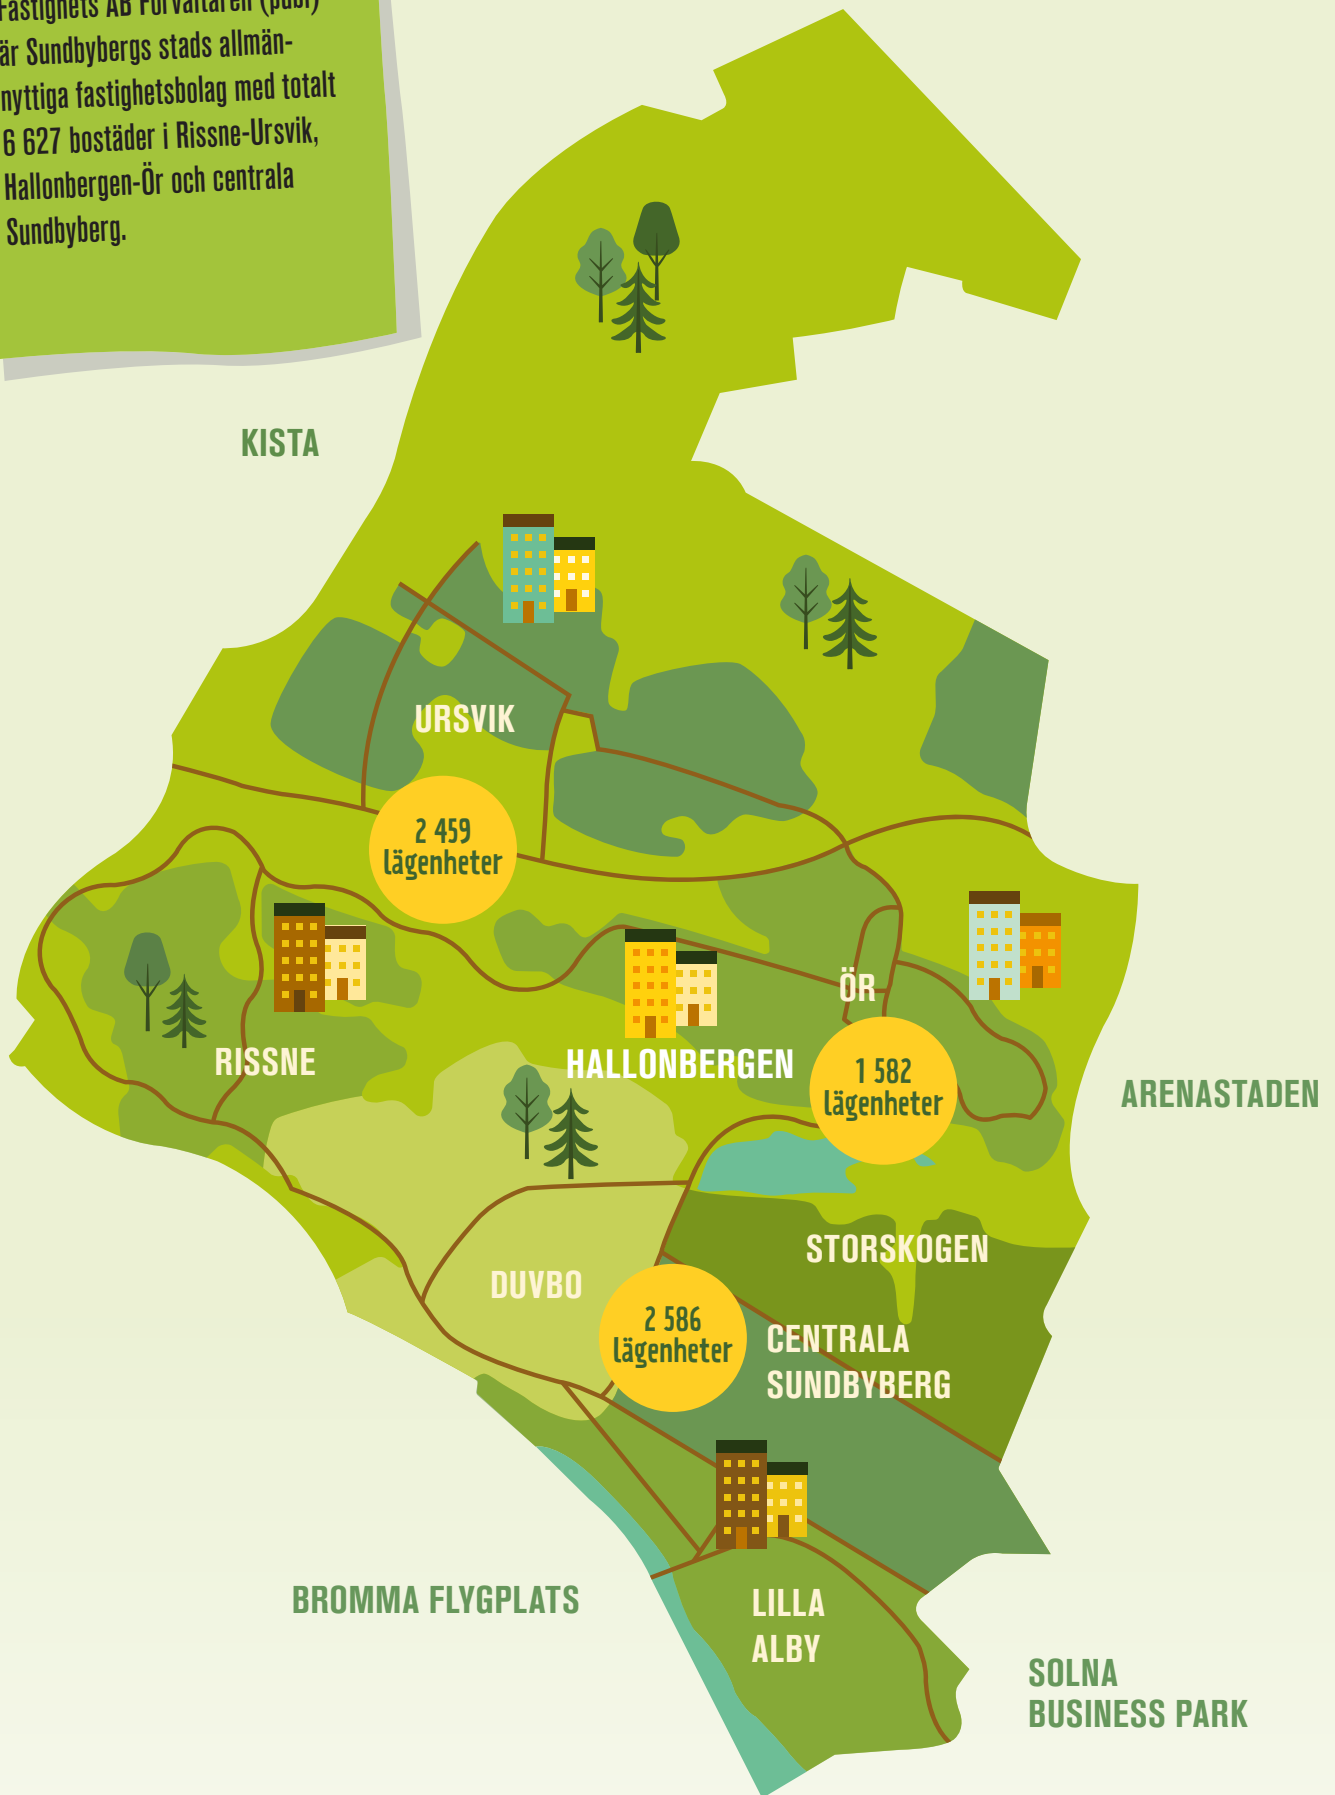 Fastighets AB Förvaltaren (publ)
är Sundbybergs stads allmän-
nyttiga fastighetsbolag med totalt
6 627 bostäder i Rissne-Ursvik,
Hallonbergen-Ör och centrala
Sundbyberg.
KISTA
URSVIK
2 459
lägenheter
ÖR
RISSNE
HALLONBERGEN
1 582
lägenheter
ARENASTADEN
STORSKOGEN
DUVBO
2 586
lägenheter
CENTRALA
SUNDBYBERG
BROMMA FLYGPLATS
LILLA
ALBY
SOLNA
BUSINESS PARK